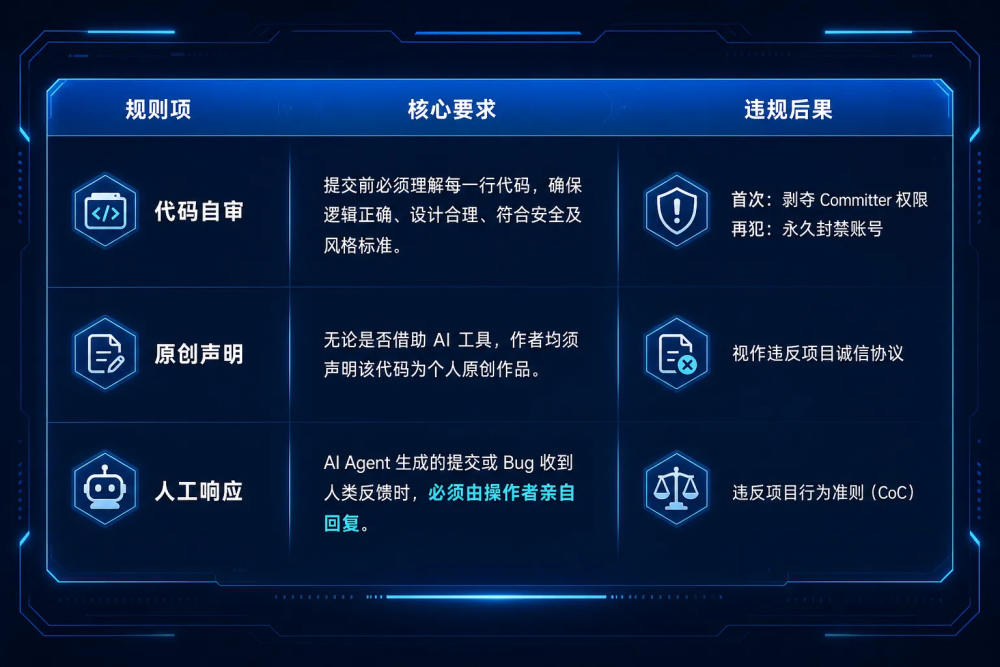 规则项
核心要求
违规后果
代码自审
提交前必须理解每一行代码，确保
逻辑正确、设计合理、符合安全及
风格标准。
首次：剥夺 Committer 权限
再犯：永久封禁账号
原创声明
无论是否借助 AI 工具，作者均须
声明该代码为个人原创作品。
视作违反项目诚信协议
人工响应
AI Agent 生成的提交或 Bug 收到
人类反馈时，必须由操作者亲自
回复。
违反项目行为准则（CoC）